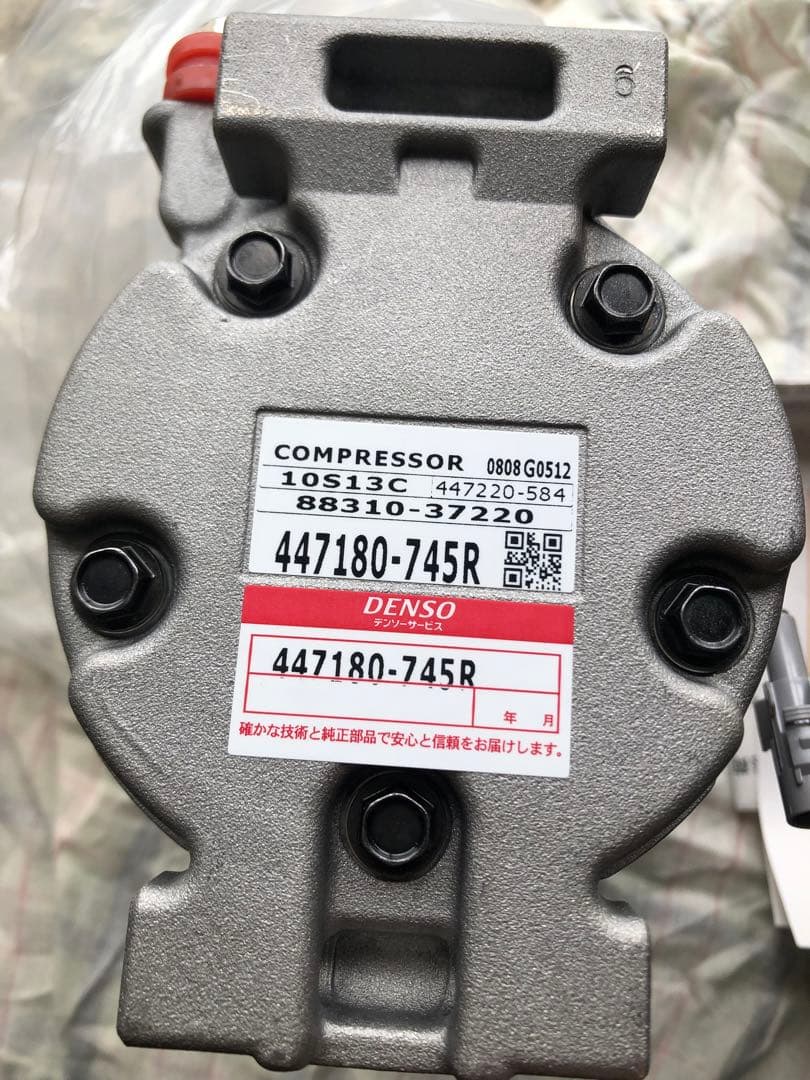 6
COMPRESSOR 0808G0512
10S13C 447220-584
88310-37220
447180-745R
DENSO
デンソーサービス
447180-745R
年 月
確かな技術と純正部品で安心と信頼をお届けします。